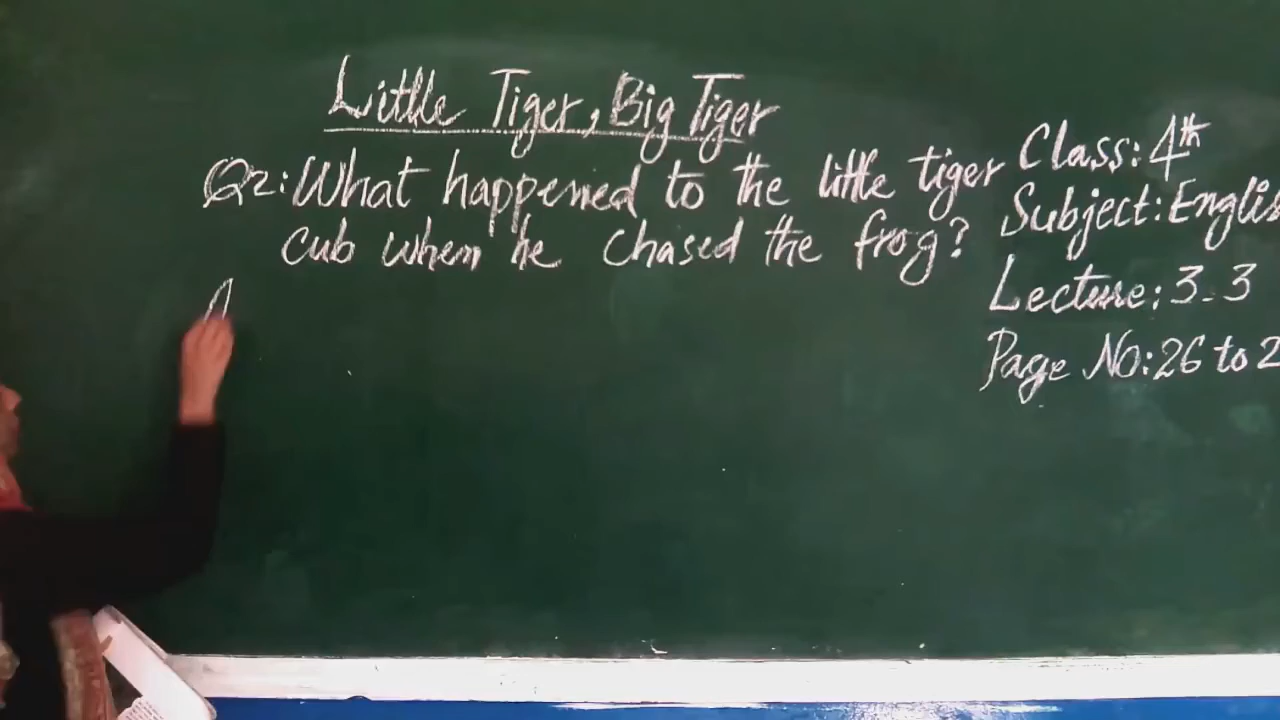 Little Tiger, Big Tiger
Q2: What happened to the little tiger
cub when he chased the frog?
A
Class: 4th
Subject: Englis
Lecture: 3-3
Page No: 26 to 2